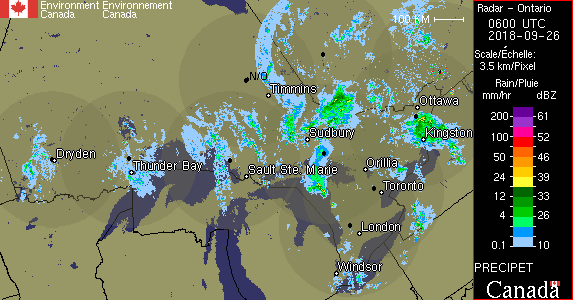 Environment Environnement
Canada Canada
100 KM
N/O
Timmins
Ottawa
Sudbury
Kingston
Dryden
Thunder Bay
Sault Ste. Marie
Orillia
Toronto
London
Windsor
Radar - Ontario
0600 UTC
2018-09-26
Scale/Échelle:
3.5 km/Pixel
Rain/Pluie
mm/hr dBZ
200 61
100 52
50 46
24 39
12 33
4 26
0.1 10
PRECIPET
Canada